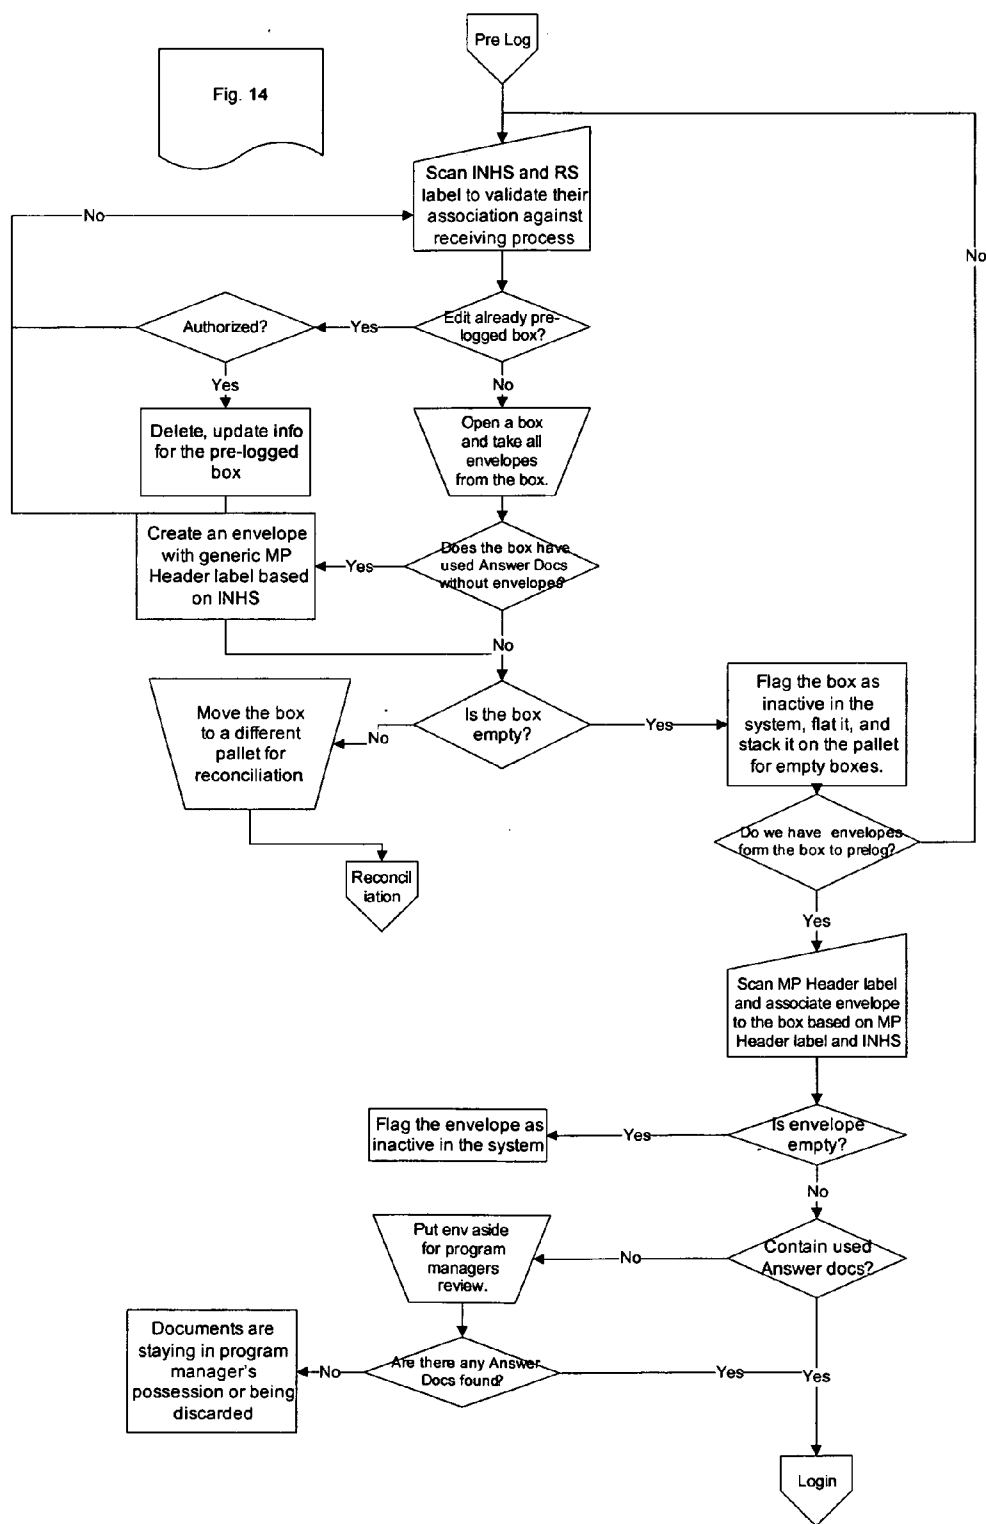 Pre Log
Fig. 14
Scan INHS and RS
label to validate their
association against
receiving process
No
No
Authorized?
Yes
Edit already pre-
logged box?
Yes
No
Delete, update info
for the pre-logged
box
Open a box
and take all
envelopes
from the box.
Create an envelope
with generic MP
Header label based
on INHS
Yes
Does the box have
used Answer Docs
without envelopes?
No
Move the box
to a different
pallet for
reconciliation
No
Is the box
empty?
Yes
Flag the box as
inactive in the
system, flat it, and
stack it on the pallet
for empty boxes.
Do we have envelopes
form the box to prelog?
Reconcil
iation
Yes
Scan MP Header label
and associate envelope
to the box based on MP
Header label and INHS
Flag the envelope as
inactive in the system
Yes
Is envelope
empty?
No
Put env aside
for program
managers
review.
No
Contain used
Answer docs?
Documents are
staying in program
manager's
possession or being
discarded
No
Are there any Answer
Docs found?
Yes
Yes
Login